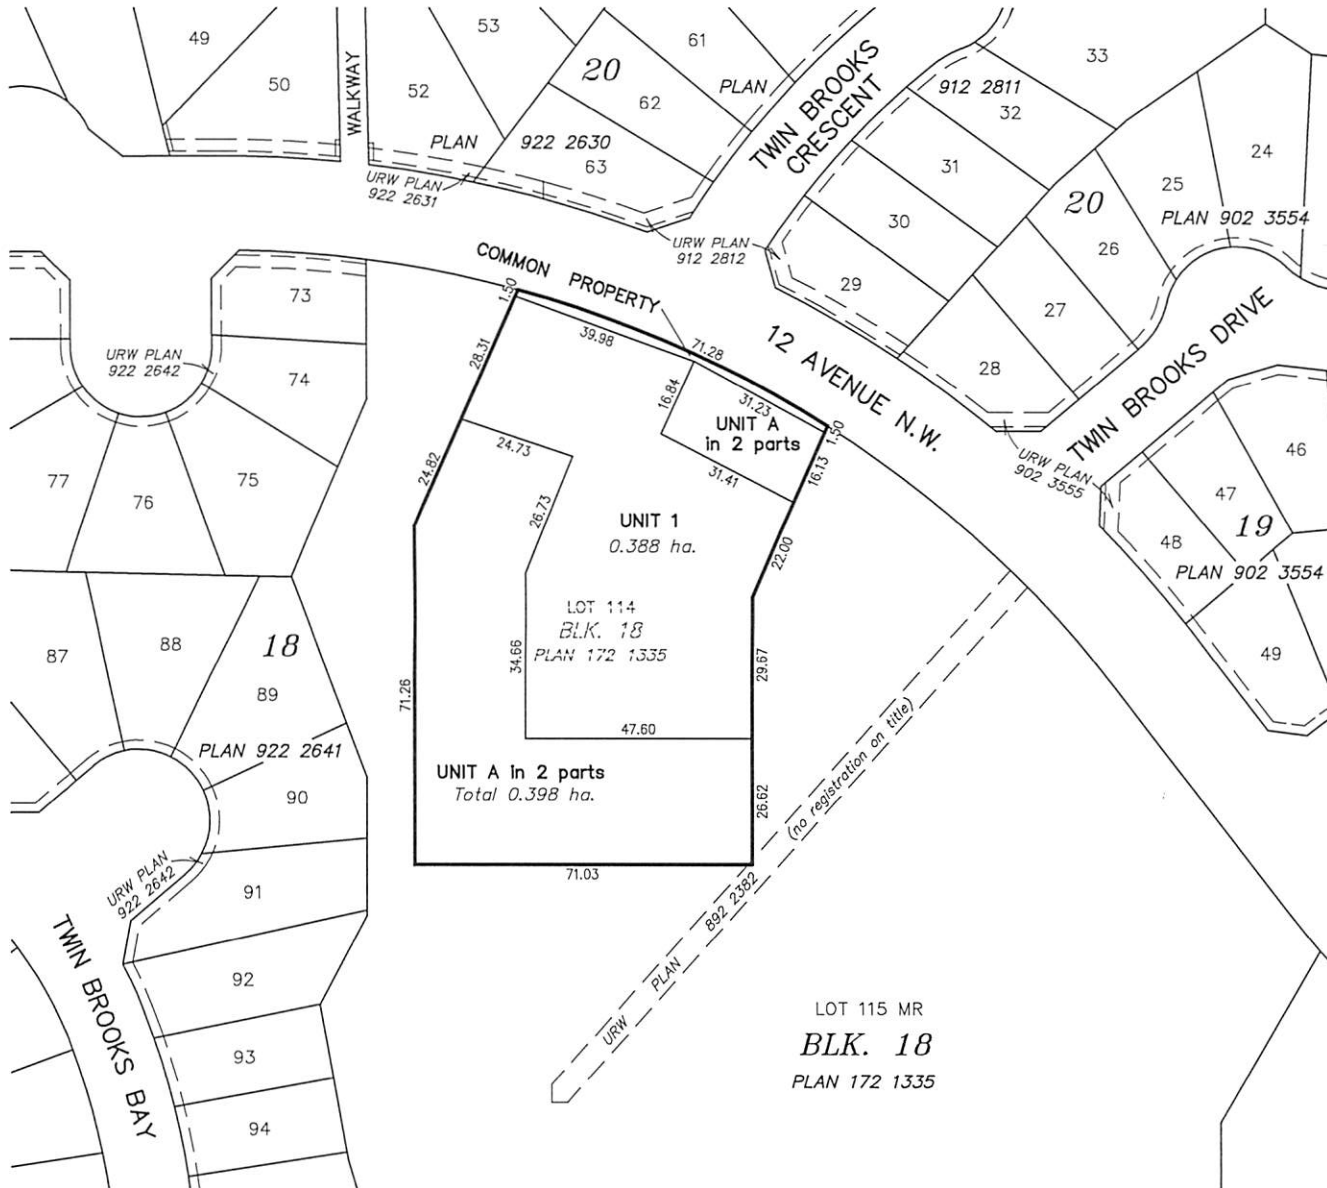 49
50
WALKWAY
52
53
PLAN
922 2630
URW PLAN
922 2631
20
61
62
63
PLAN
TWIN BROOKS
CRESCENT
912 2811
33
32
31
30
29
URW PLAN
912 2812
20
24
25
26
27
28
PLAN 902 3554
COMMON PROPERTY
12 AVENUE N.W.
TWIN BROOKS DRIVE
URW PLAN
902 3555
46
47
48
49
19
PLAN 902 3554
73
74
75
76
77
URW PLAN
922 2642
1.50
39.98
71.28
28.31
16.84
31.23
UNIT A
in 2 parts
1.50
16.13
31.41
24.73
24.82
26.73
UNIT 1
0.388 ha.
22.00
LOT 114
BLK. 18
PLAN 172 1335
34.66
29.67
71.26
47.60
UNIT A in 2 parts
Total 0.398 ha.
26.62
71.03
87
88
18
89
PLAN 922 2641
90
91
92
93
94
URW PLAN
922 2642
TWIN BROOKS BAY
URW PLAN 892 2382 (no registration on title)
LOT 115 MR
BLK. 18
PLAN 172 1335